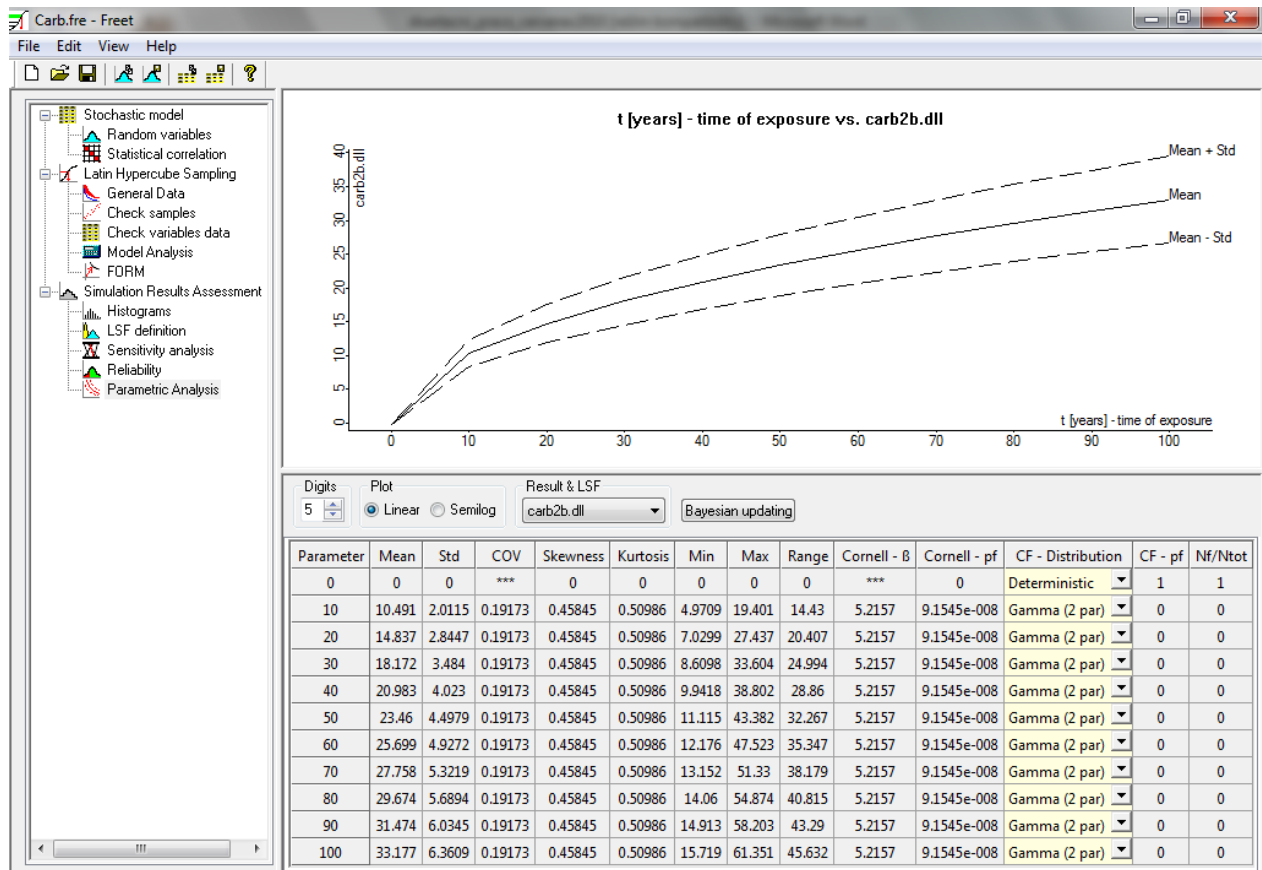 Carb.fre - Freet
File Edit View Help
Stochastic model
Random variables
Statistical correlation
Latin Hypercube Sampling
General Data
Check samples
Check variables data
Model Analysis
FORM
Simulation Results Assessment
Histograms
LSF definition
Sensitivity analysis
Reliability
Parametric Analysis
t [years] - time of exposure vs. carb2b.dll
carb2b.dll
40
35
30
25
20
15
10
5
0
Mean + Std
Mean
Mean - Std
t [years] - time of exposure
0 10 20 30 40 50 60 70 80 90 100
Digits Plot Result & LSF
5 Linear Semilog carb2b.dll Bayesian updating
Parameter Mean Std COV Skewness Kurtosis Min Max Range Cornell - ß Cornell - pf CF - Distribution CF - pf Nf/Ntot
0 0 0 *** 0 0 0 0 0 *** 0 Deterministic 1 1
10 10.491 2.0115 0.19173 0.45845 0.50986 4.9709 19.401 14.43 5.2157 9.1545e-008 Gamma (2 par) 0 0
20 14.837 2.8447 0.19173 0.45845 0.50986 7.0299 27.437 20.407 5.2157 9.1545e-008 Gamma (2 par) 0 0
30 18.172 3.484 0.19173 0.45845 0.50986 8.6098 33.604 24.994 5.2157 9.1545e-008 Gamma (2 par) 0 0
40 20.983 4.023 0.19173 0.45845 0.50986 9.9418 38.802 28.86 5.2157 9.1545e-008 Gamma (2 par) 0 0
50 23.46 4.4979 0.19173 0.45845 0.50986 11.115 43.382 32.267 5.2157 9.1545e-008 Gamma (2 par) 0 0
60 25.699 4.9272 0.19173 0.45845 0.50986 12.176 47.523 35.347 5.2157 9.1545e-008 Gamma (2 par) 0 0
70 27.758 5.3219 0.19173 0.45845 0.50986 13.152 51.33 38.179 5.2157 9.1545e-008 Gamma (2 par) 0 0
80 29.674 5.6894 0.19173 0.45845 0.50986 14.06 54.874 40.815 5.2157 9.1545e-008 Gamma (2 par) 0 0
90 31.474 6.0345 0.19173 0.45845 0.50986 14.913 58.203 43.29 5.2157 9.1545e-008 Gamma (2 par) 0 0
100 33.177 6.3609 0.19173 0.45845 0.50986 15.719 61.351 45.632 5.2157 9.1545e-008 Gamma (2 par) 0 0